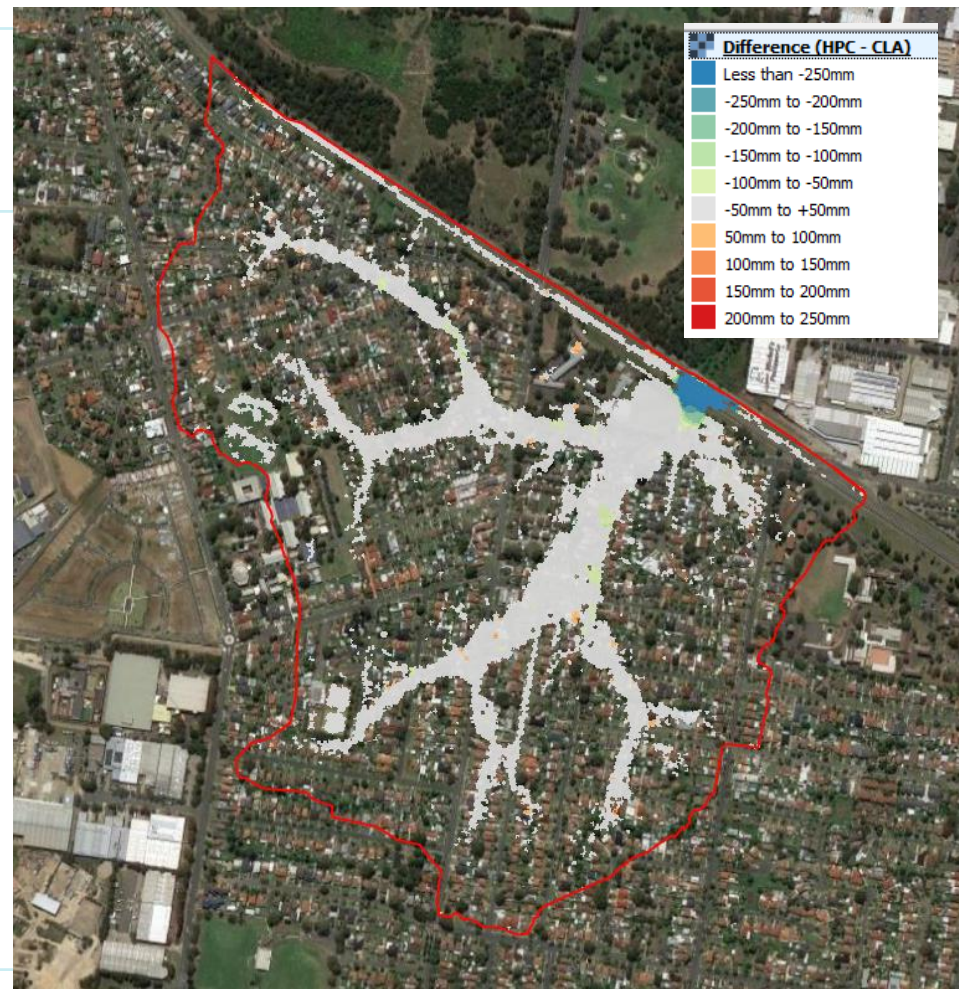 Difference (HPC - CLA)
Less than -250mm
-250mm to -200mm
-200mm to -150mm
-150mm to -100mm
-100mm to -50mm
-50mm to +50mm
50mm to 100mm
100mm to 150mm
150mm to 200mm
200mm to 250mm